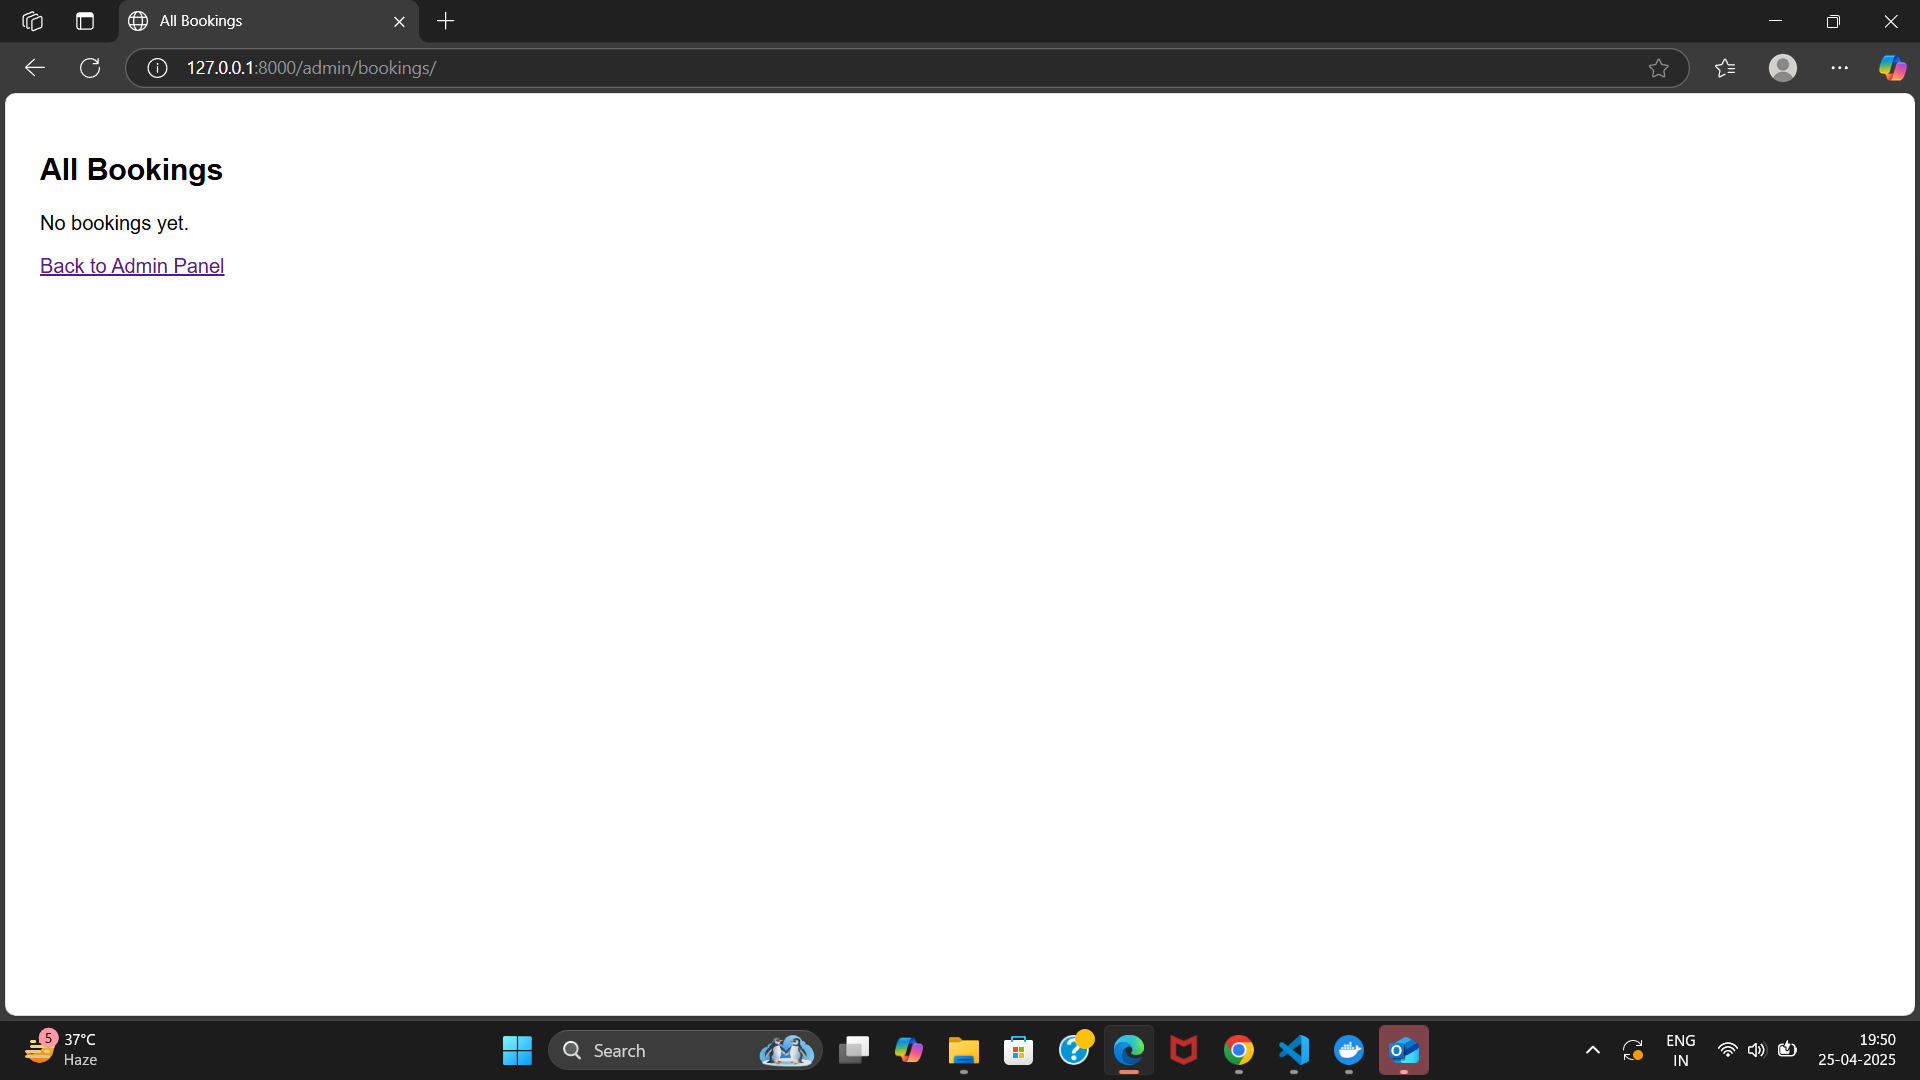 All Bookings
127.0.0.1:8000/admin/bookings/
All Bookings
No bookings yet.
Back to Admin Panel
5
37°C
Haze
Search
ENG
IN
19:50
25-04-2025